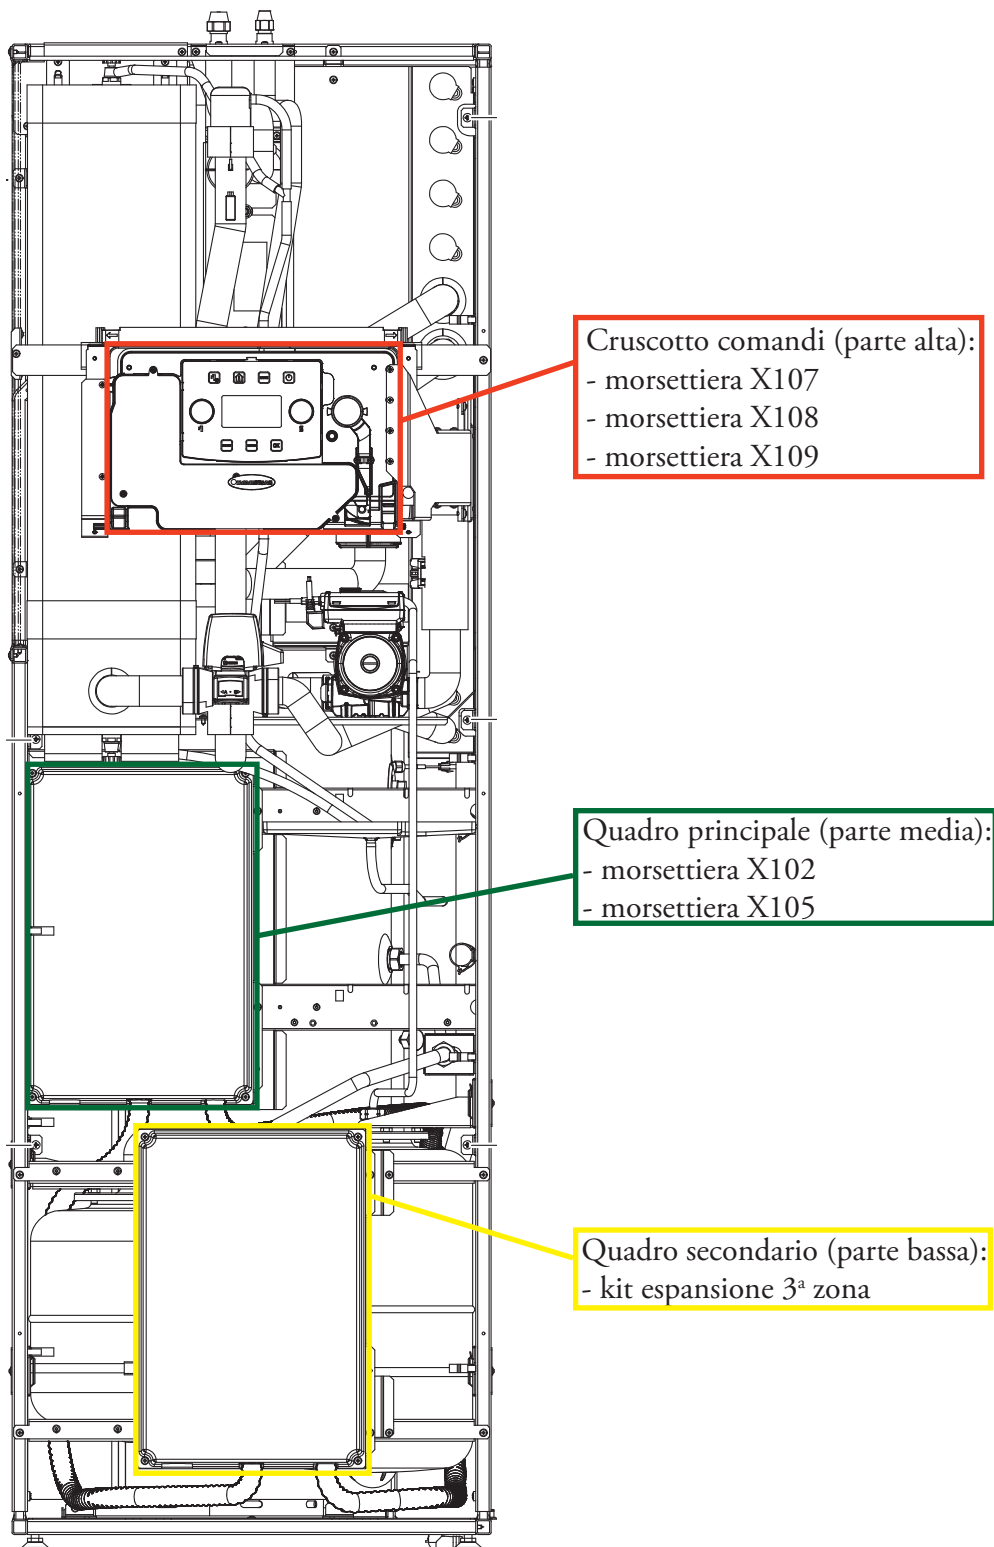 Cruscotto comandi (parte alta):
- morsettiera X107
- morsettiera X108
- morsettiera X109
IMMERGAS
Quadro principale (parte media):
- morsettiera X102
- morsettiera X105
Quadro secondario (parte bassa):
- kit espansione 3ª zona